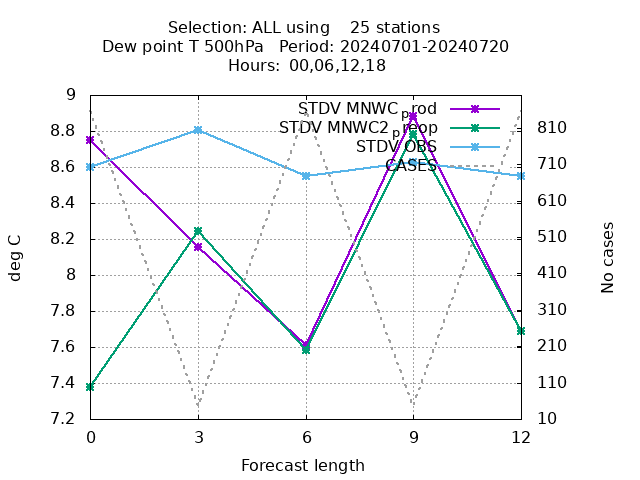 Selection: ALL using 25 stations
Dew point T 500hPa Period: 20240701-20240720
Hours: 00,06,12,18
STDV MNWC_prod
STDV MNWC2_preop
STDV OBS
CASES
9
8.8
8.6
8.4
8.2
8
7.8
7.6
7.4
7.2
deg C
810
710
610
510
410
310
210
110
10
No cases
0 3 6 9 12
Forecast length